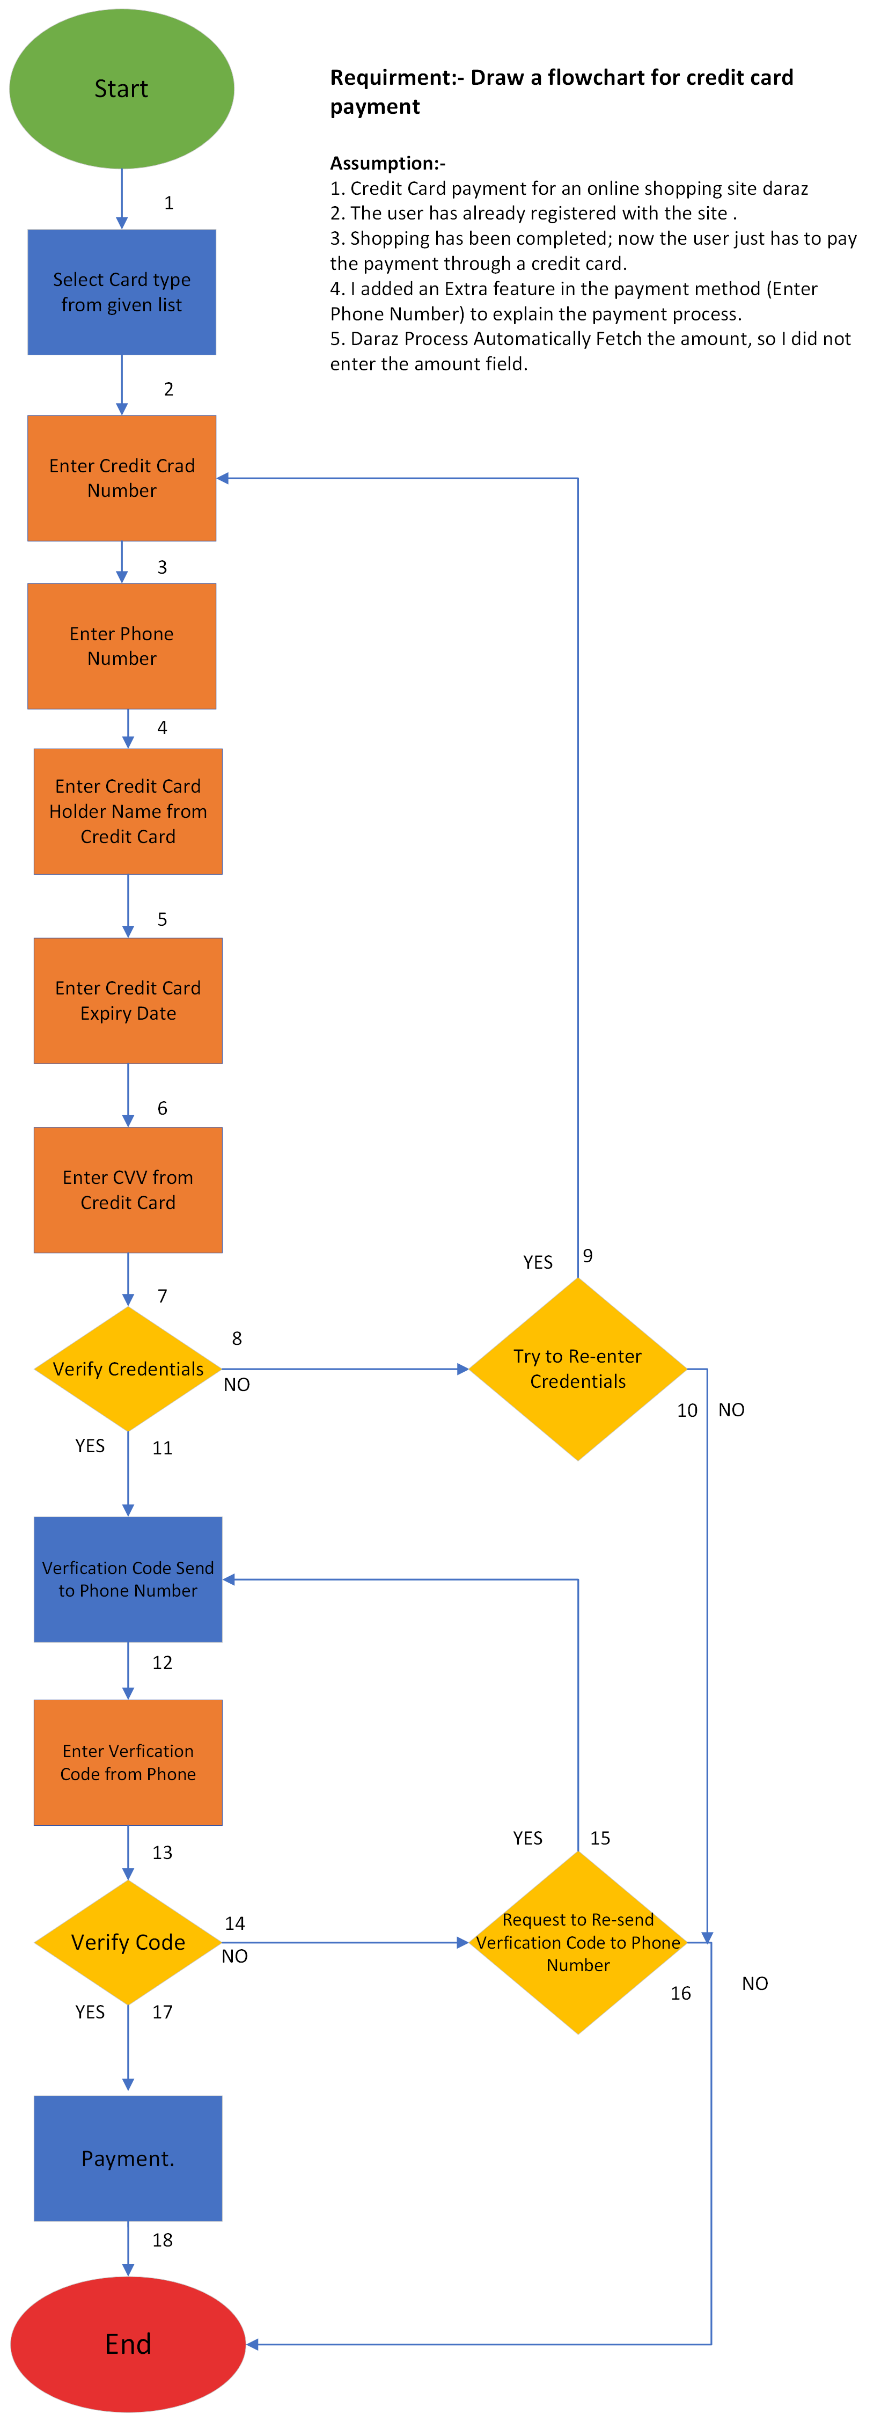 Start
Requirment:- Draw a flowchart for credit card
payment
Assumption:-
1. Credit Card payment for an online shopping site daraz
2. The user has already registered with the site .
3. Shopping has been completed; now the user just has to pay
the payment through a credit card.
4. I added an Extra feature in the payment method (Enter
Phone Number) to explain the payment process.
5. Daraz Process Automatically Fetch the amount, so I did not
enter the amount field.
1
Select Card type
from given list
2
Enter Credit Crad
Number
3
Enter Phone
Number
4
Enter Credit Card
Holder Name from
Credit Card
5
Enter Credit Card
Expiry Date
6
Enter CVV from
Credit Card
7
Verify Credentials
8
NO
YES
9
Try to Re-enter
Credentials
10
NO
YES
11
Verfication Code Send
to Phone Number
12
Enter Verfication
Code from Phone
13
Verify Code
14
NO
YES
15
Request to Re-send
Verfication Code to Phone
Number
16
NO
YES
17
Payment.
18
End